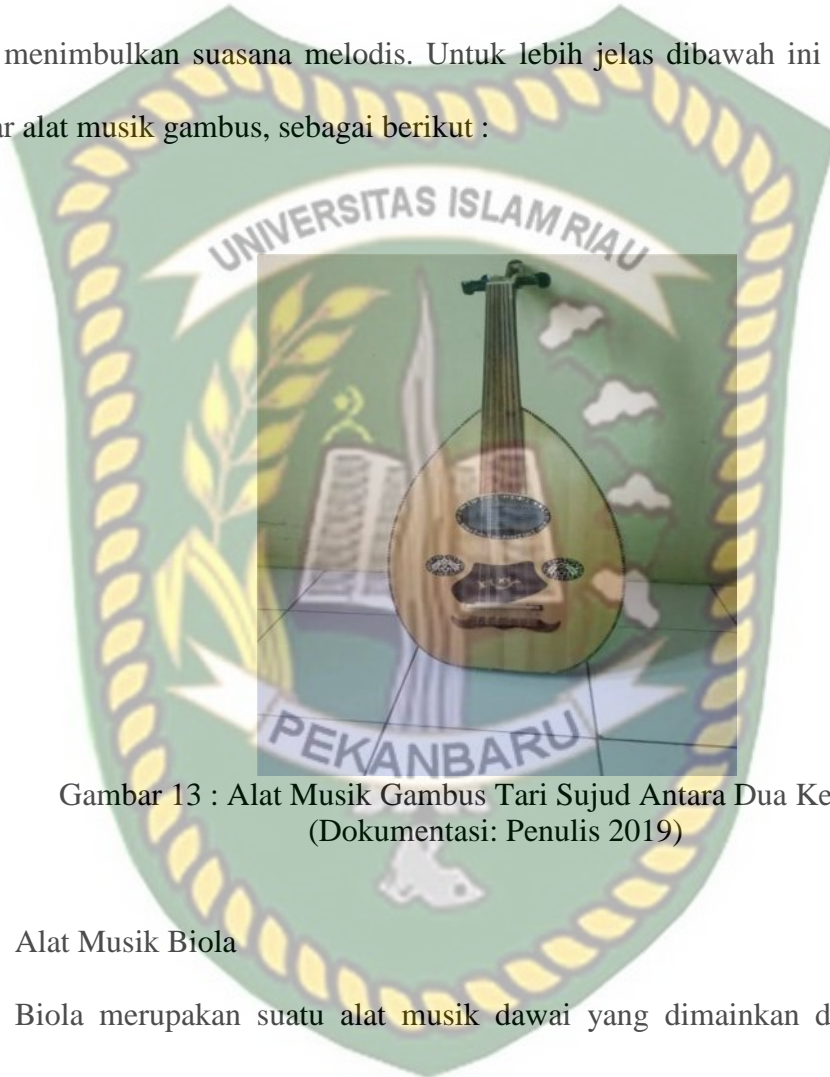 menimbulkan suasana melodis. Untuk lebih jelas dibawah ini
alat musik gambus, sebagai berikut :
UNIVERSITAS ISLAM RIAU
PEKANBARU
Gambar 13 : Alat Musik Gambus Tari Sujud Antara Dua Ke
(Dokumentasi: Penulis 2019)
Alat Musik Biola
Biola merupakan suatu alat musik dawai yang dimainkan d